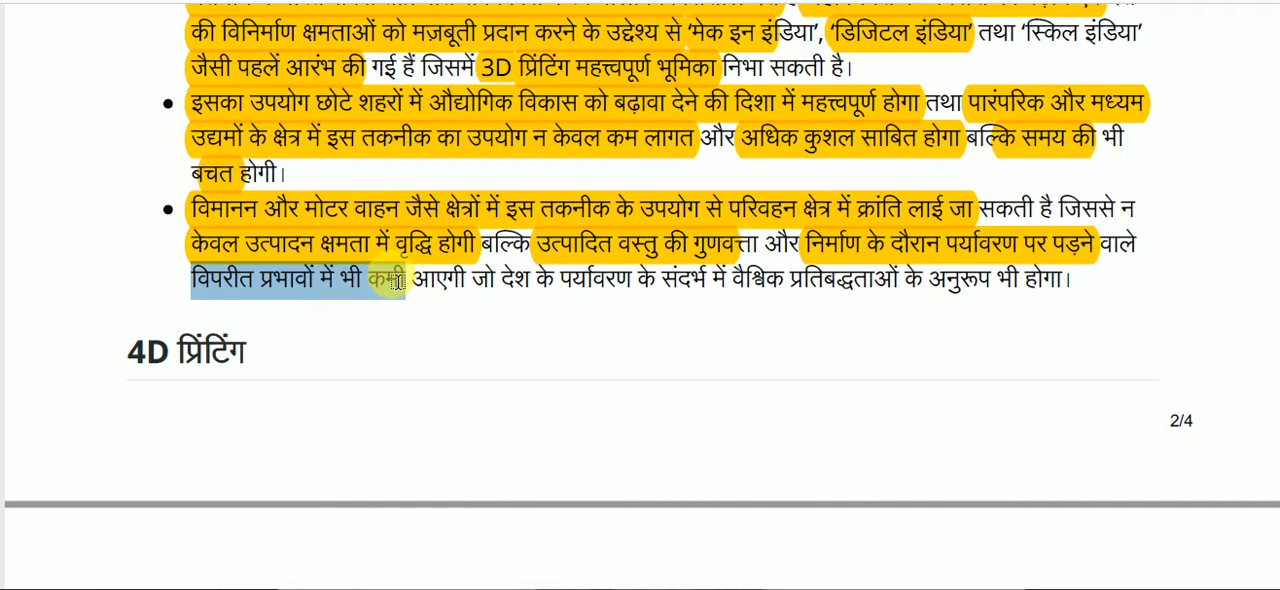 की विनिर्माण क्षमताओं को मज़बूती प्रदान करने के उद्देश्य से ‘मेक इन इंडिया’, ‘डिजिटल इंडिया’ तथा ‘स्किल इंडिया’
जैसी पहलें आरंभ की गई हैं जिसमें 3D प्रिंटिंग महत्त्वपूर्ण भूमिका निभा सकती है।
• इसका उपयोग छोटे शहरों में औद्योगिक विकास को बढ़ावा देने की दिशा में महत्त्वपूर्ण होगा तथा पारंपरिक और मध्यम
उद्यमों के क्षेत्र में इस तकनीक का उपयोग न केवल कम लागत और अधिक कुशल साबित होगा बल्कि समय की भी
बचत होगी।
• विमानन और मोटर वाहन जैसे क्षेत्रों में इस तकनीक के उपयोग से परिवहन क्षेत्र में क्रांति लाई जा सकती है जिससे न
केवल उत्पादन क्षमता में वृद्धि होगी बल्कि उत्पादित वस्तु की गुणवत्ता और निर्माण के दौरान पर्यावरण पर पड़ने वाले
विपरीत प्रभावों में भी कमी आएगी जो देश के पर्यावरण के संदर्भ में वैश्विक प्रतिबद्धताओं के अनुरूप भी होगा।
4D प्रिंटिंग
2/4